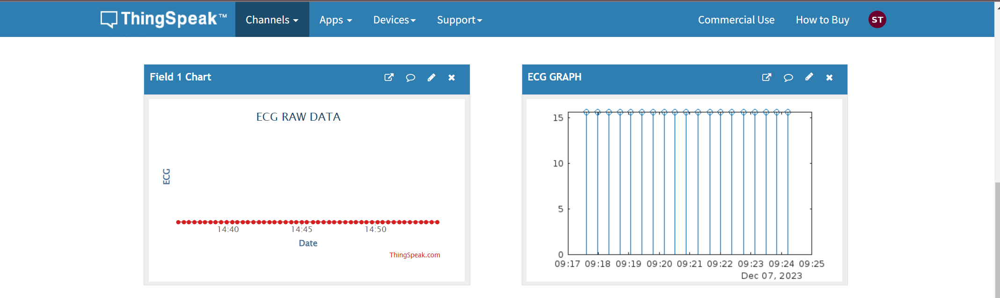 ThingSpeak™ Channels Apps Devices Support Commercial Use How to Buy ST
Field 1 Chart
ECG RAW DATA
ECG
14:40 14:45 14:50
Date
ThingSpeak.com
ECG GRAPH
15
10
5
0
09:17 09:18 09:19 09:20 09:21 09:22 09:23 09:24 09:25
Dec 07, 2023